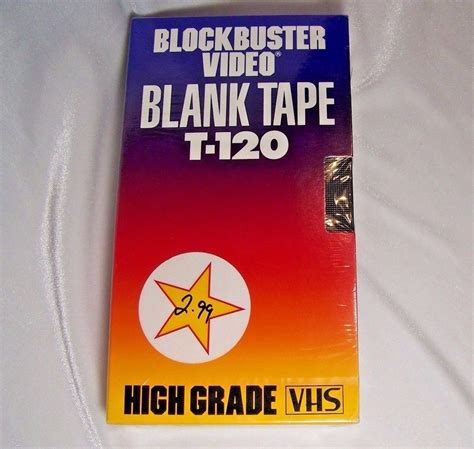 BLOCKBUSTER
VIDEO®
BLANK TAPE
T-120
2.99
HIGH GRADE VHS